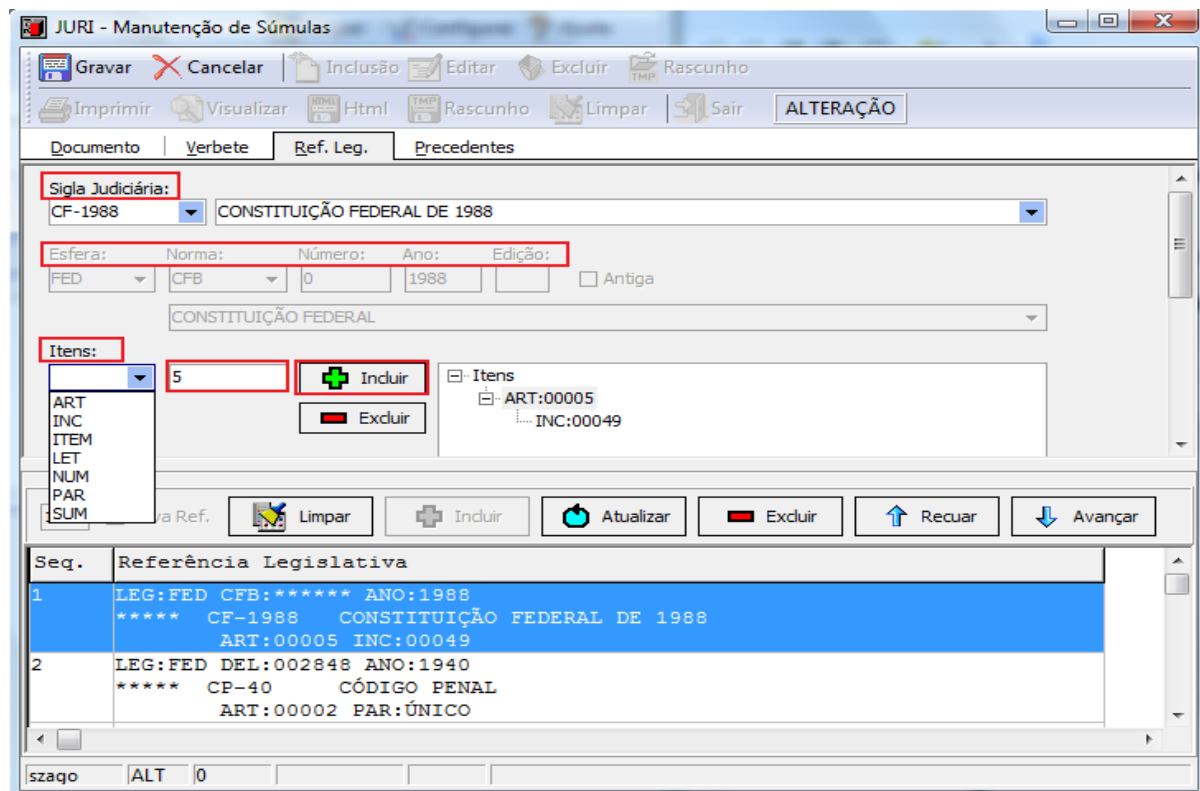 JURI - Manutenção de Súmulas
Gravar Cancelar Inclusão Editar Excluir Rascunho
Imprimir Visualizar Html Rascunho Limpar Sair ALTERAÇÃO
Documento Verbete Ref. Leg. Precedentes
Sigla Judiciária:
CF-1988 CONSTITUIÇÃO FEDERAL DE 1988
Esfera: Norma: Número: Ano: Edição:
FED CFB 0 1988 Antiga
CONSTITUIÇÃO FEDERAL
Itens:
5 Incluir Itens
ART ART:00005
INC Excluir INC:00049
ITEM
LET
NUM
PAR
SUM va Ref. Limpar Incluir Atualizar Excluir Recuar Avançar
Seq. Referência Legislativa
1 LEG:FED CFB:****** ANO:1988
***** CF-1988 CONSTITUIÇÃO FEDERAL DE 1988
ART:00005 INC:00049
2 LEG:FED DEL:002848 ANO:1940
***** CP-40 CÓDIGO PENAL
ART:00002 PAR:ÚNICO
szago ALT 0